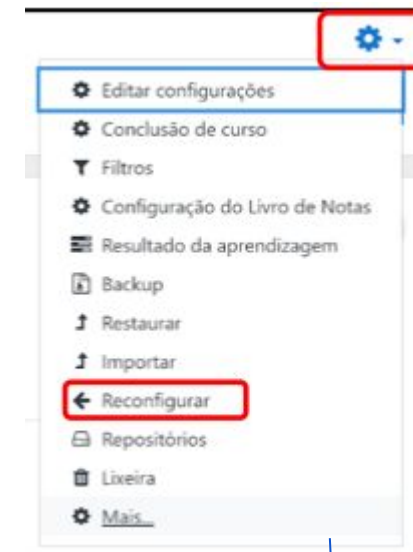 Editar configurações
Conclusão de curso
Filtros
Configuração do Livro de Notas
Resultado da aprendizagem
Backup
Restaurar
Importar
Reconfigurar
Repositórios
Lixeira
Mais...